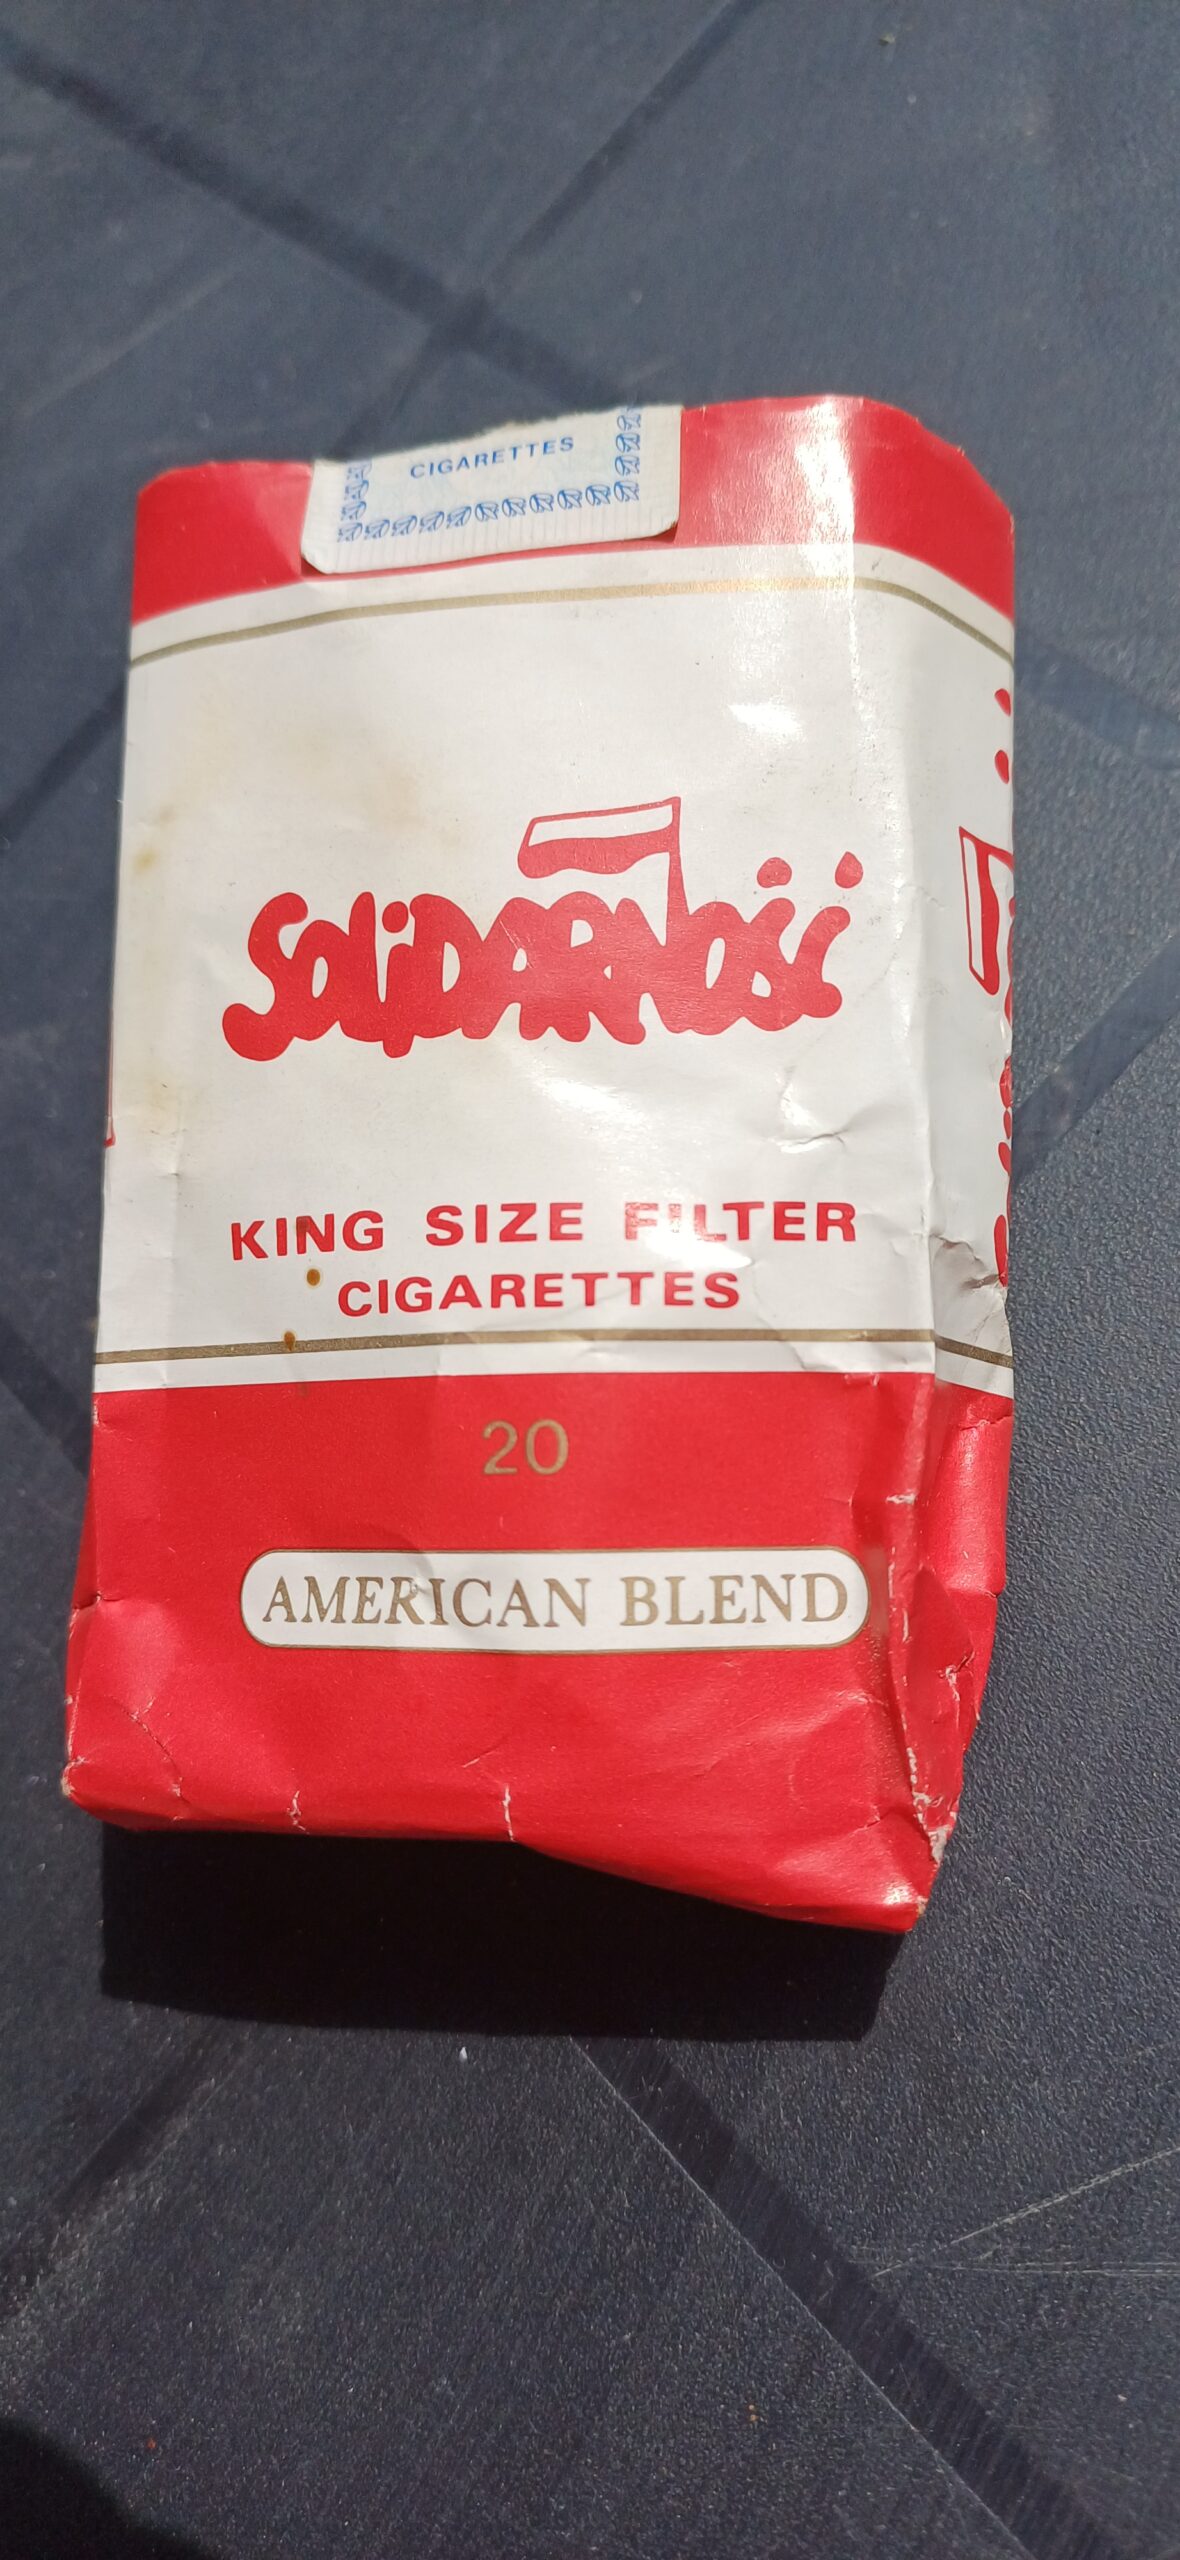 CIGARETTES
SOLIDARNOŚĆ
KING SIZE FILTER
CIGARETTES
20
AMERICAN BLEND